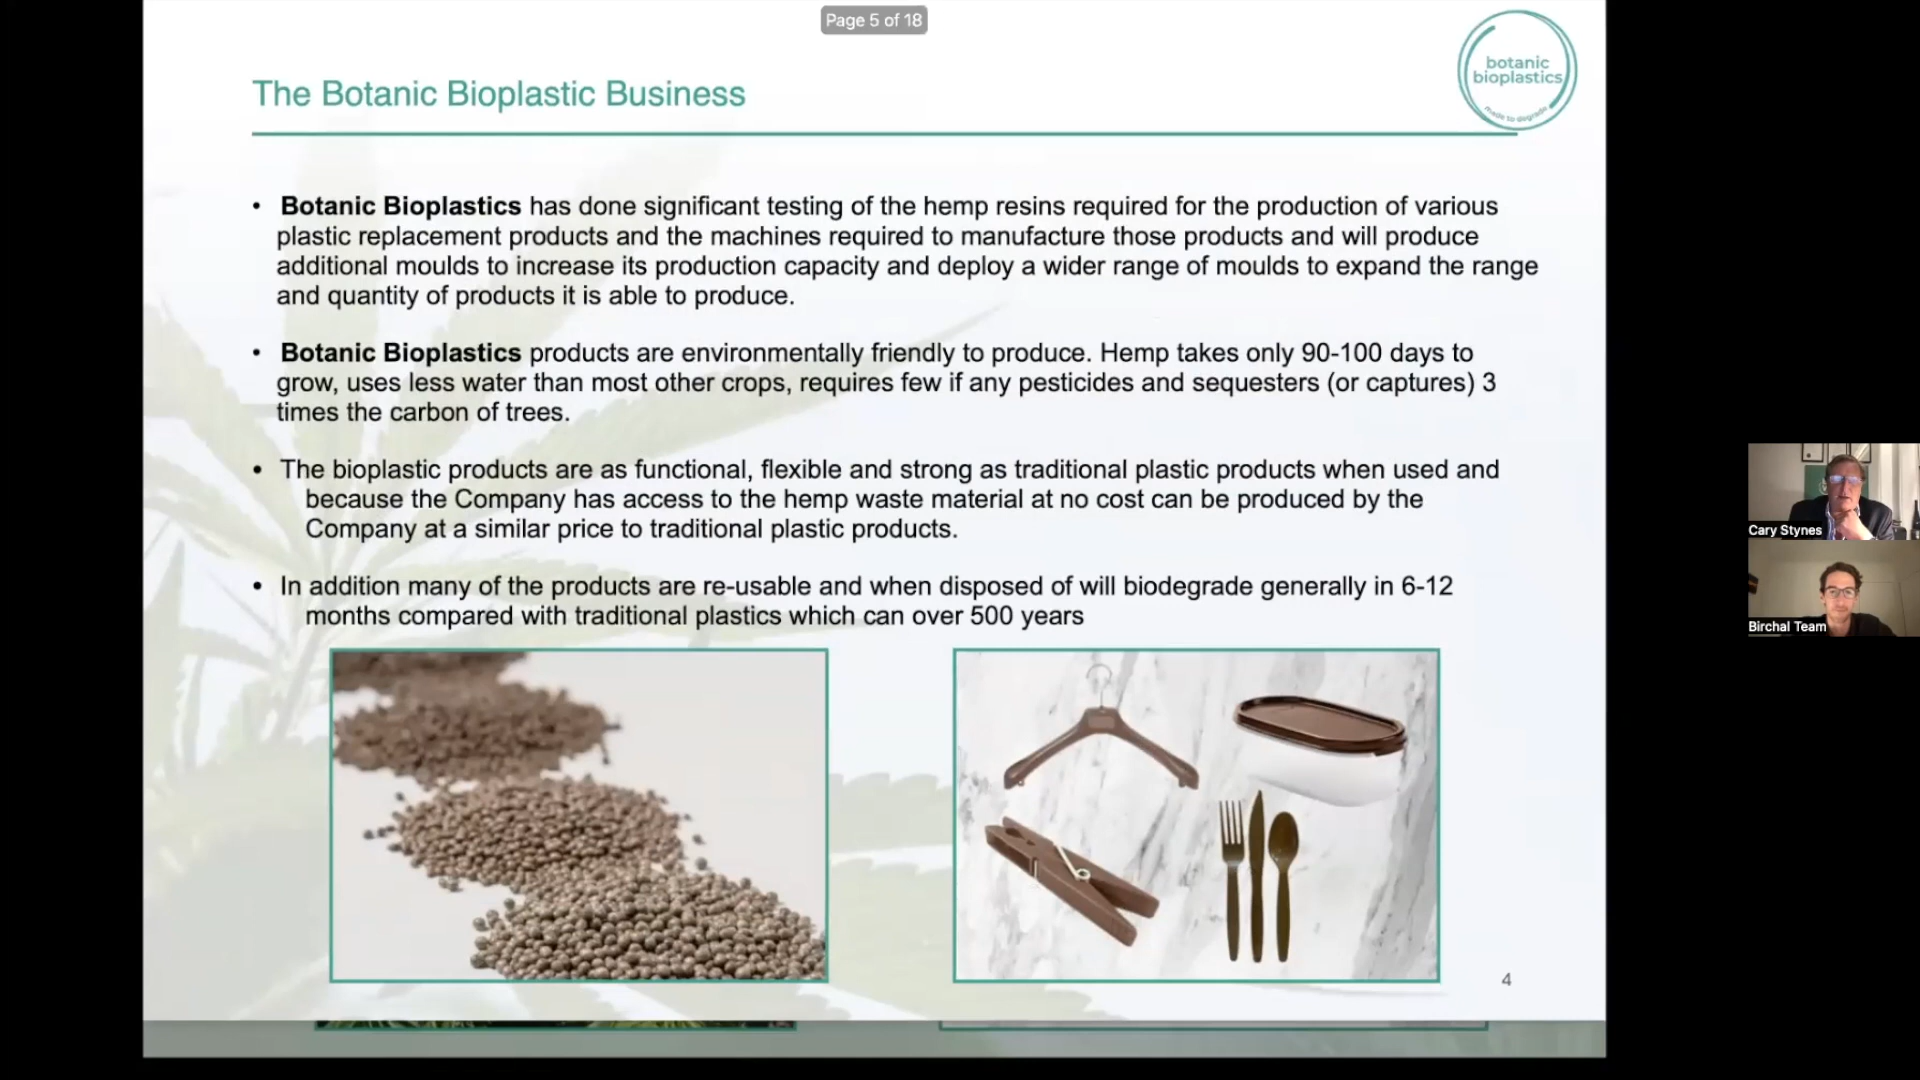 Page 5 of 18
botanic
bioplastics
made to degrade
The Botanic Bioplastic Business
• Botanic Bioplastics has done significant testing of the hemp resins required for the production of various
plastic replacement products and the machines required to manufacture those products and will produce
additional moulds to increase its production capacity and deploy a wider range of moulds to expand the range
and quantity of products it is able to produce.
• Botanic Bioplastics products are environmentally friendly to produce. Hemp takes only 90-100 days to
grow, uses less water than most other crops, requires few if any pesticides and sequesters (or captures) 3
times the carbon of trees.
• The bioplastic products are as functional, flexible and strong as traditional plastic products when used and
because the Company has access to the hemp waste material at no cost can be produced by the
Company at a similar price to traditional plastic products.
• In addition many of the products are re-usable and when disposed of will biodegrade generally in 6-12
months compared with traditional plastics which can over 500 years
4
Cary Stynes
Birchal Team